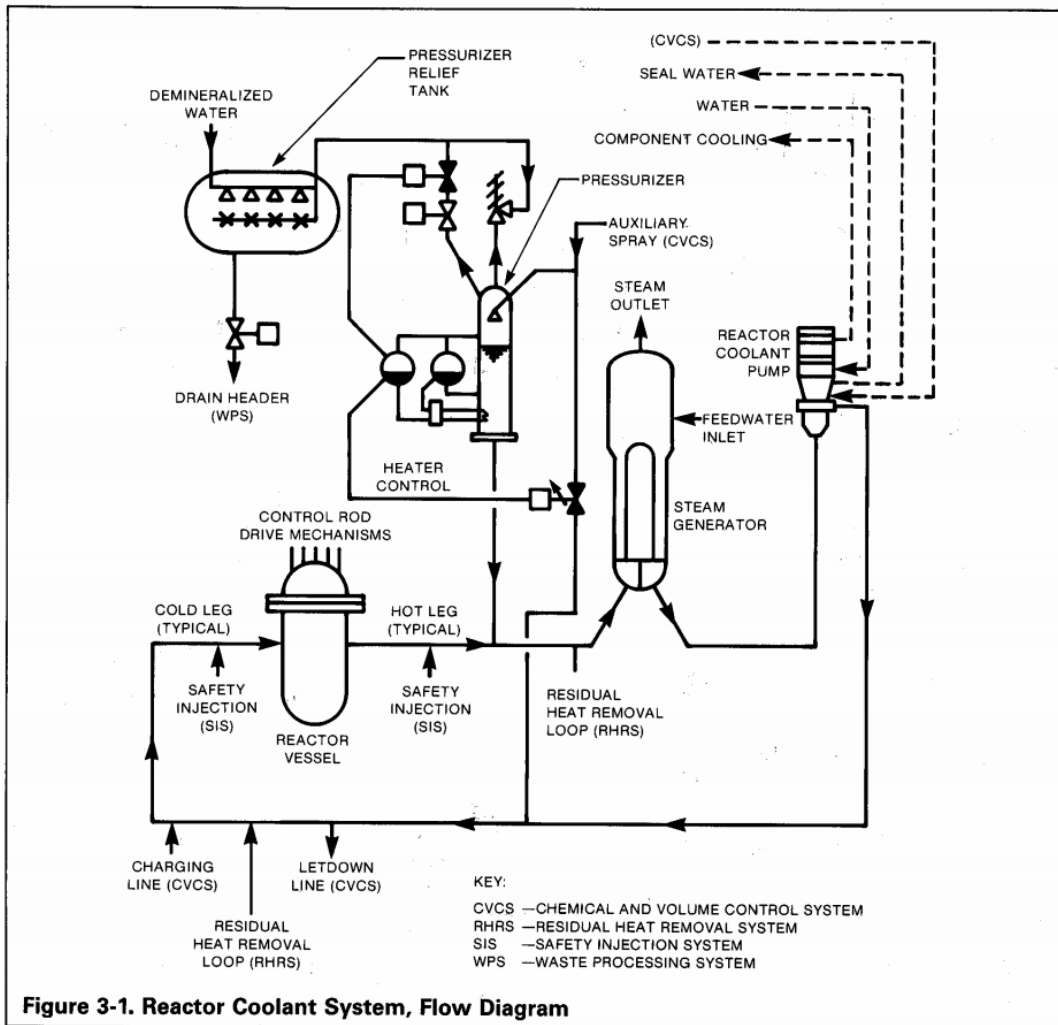 PRESSURIZER
RELIEF
TANK
DEMINERALIZED
WATER
(CVCS)
SEAL WATER
WATER
COMPONENT COOLING
PRESSURIZER
AUXILIARY
SPRAY (CVCS)
STEAM
OUTLET
REACTOR
COOLANT
PUMP
DRAIN HEADER
(WPS)
FEEDWATER
INLET
HEATER
CONTROL
STEAM
GENERATOR
CONTROL ROD
DRIVE MECHANISMS
COLD LEG
(TYPICAL)
HOT LEG
(TYPICAL)
SAFETY
INJECTION
(SIS)
SAFETY
INJECTION
(SIS)
REACTOR
VESSEL
RESIDUAL
HEAT REMOVAL
LOOP (RHRS)
CHARGING
LINE (CVCS)
LETDOWN
LINE (CVCS)
RESIDUAL
HEAT REMOVAL
LOOP (RHRS)
KEY:
CVCS —CHEMICAL AND VOLUME CONTROL SYSTEM
RHRS —RESIDUAL HEAT REMOVAL SYSTEM
SIS —SAFETY INJECTION SYSTEM
WPS —WASTE PROCESSING SYSTEM
Figure 3-1. Reactor Coolant System, Flow Diagram